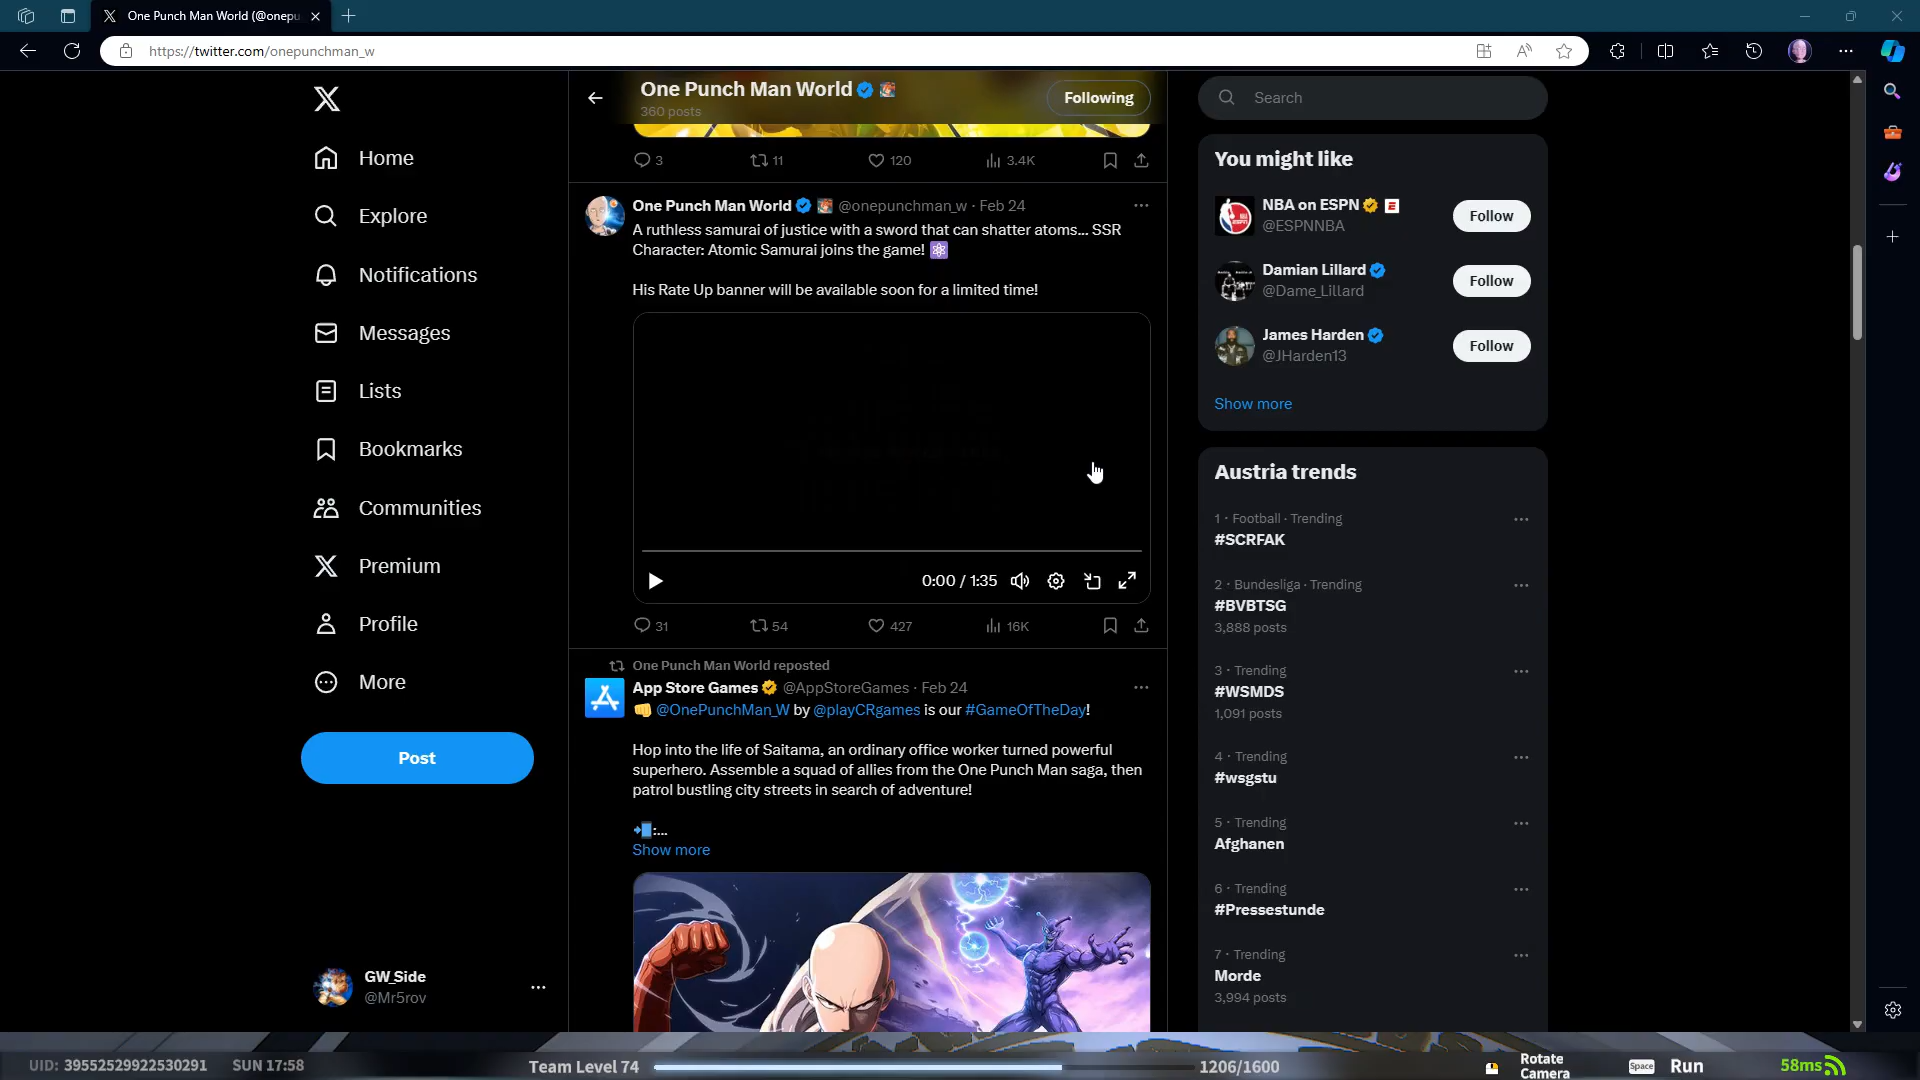 One Punch Man World (@onepu
https://twitter.com/onepunchman_w
Home
Explore
Notifications
Messages
Lists
Bookmarks
Communities
Premium
Profile
More
Post
GW_Side
@Mr5rov
One Punch Man World
360 posts
Following
3
11
120
3.4K
One Punch Man World @onepunchman_w · Feb 24
A ruthless samurai of justice with a sword that can shatter atoms... SSR
Character: Atomic Samurai joins the game!
His Rate Up banner will be available soon for a limited time!
0:00 / 1:35
31
54
427
16K
One Punch Man World reposted
App Store Games @AppStoreGames · Feb 24
@OnePunchMan_W by @playCRgames is our #GameOfTheDay!
Hop into the life of Saitama, an ordinary office worker turned powerful
superhero. Assemble a squad of allies from the One Punch Man saga, then
patrol bustling city streets in search of adventure!
:...
Show more
Search
You might like
NBA on ESPN
@ESPNNBA
Follow
Damian Lillard
@Dame_Lillard
Follow
James Harden
@JHarden13
Follow
Show more
Austria trends
1 · Football · Trending
#SCRFAK
2 · Bundesliga · Trending
#BVBTSG
3,888 posts
3 · Trending
#WSMDS
1,091 posts
4 · Trending
#wsgstu
5 · Trending
Afghanen
6 · Trending
#Pressestunde
7 · Trending
Morde
3,994 posts
UID: 39552529922530291
SUN 17:58
Team Level 74
1206/1600
Rotate
Camera
Space
Run
58ms